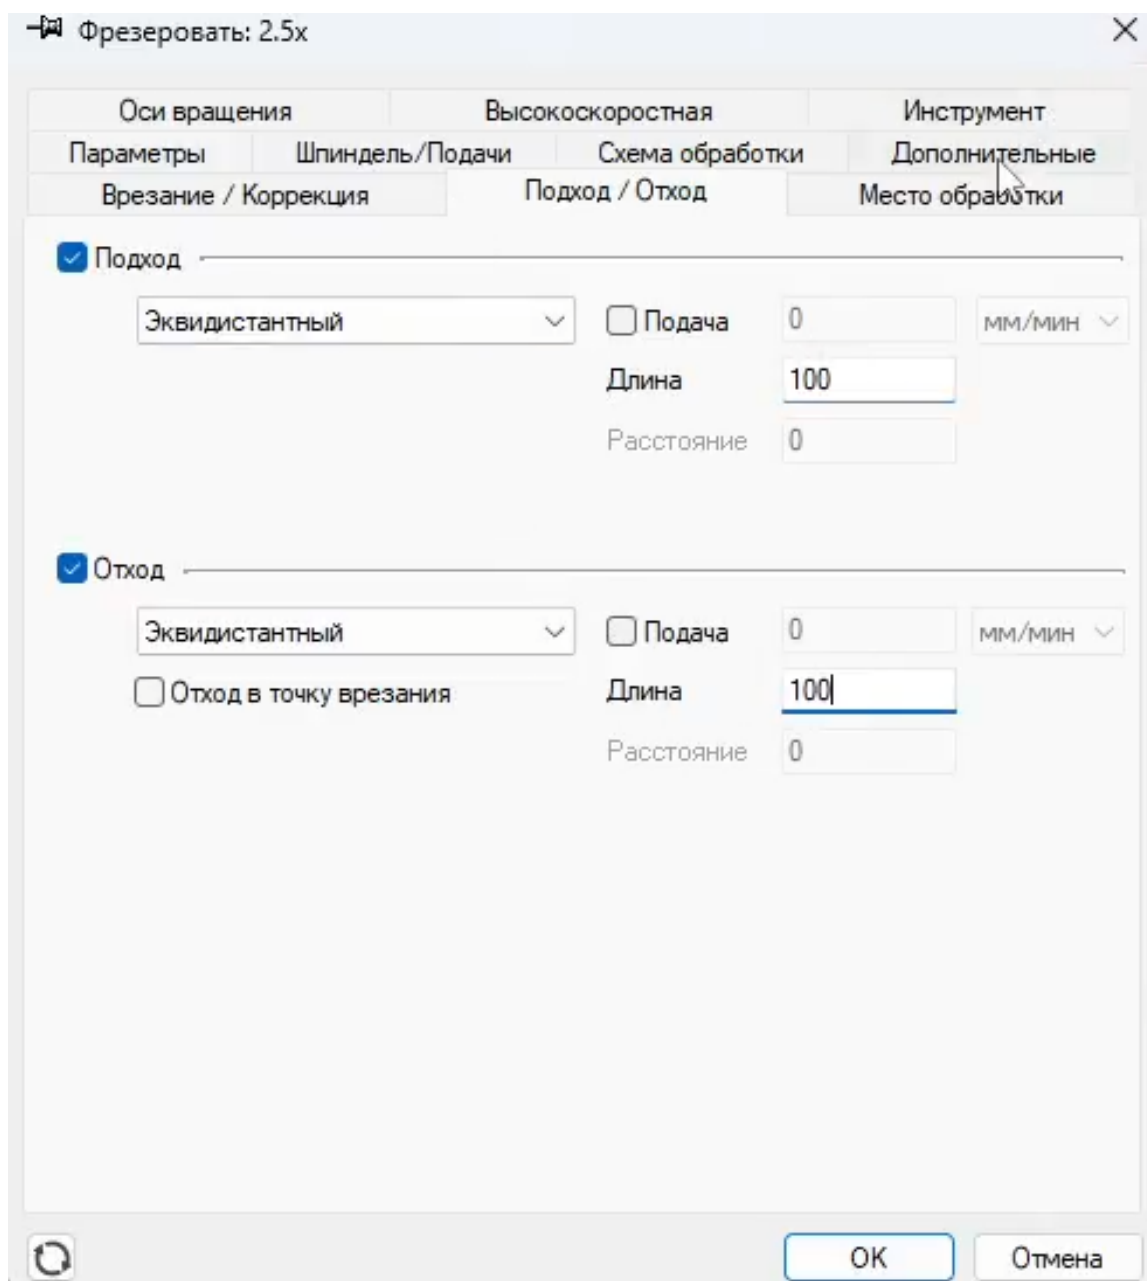 Фрезеровать: 2.5x
Оси вращения Высокоскоростная Инструмент
Параметры Шпиндель/Подачи Схема обработки Дополнительные
Врезание / Коррекция Подход / Отход Место обработки
Подход
Эквидистантный Подача 0 мм/мин
Длина 100
Расстояние 0
Отход
Эквидистантный Подача 0 мм/мин
Отход в точку врезания Длина 100
Расстояние 0
OK Отмена